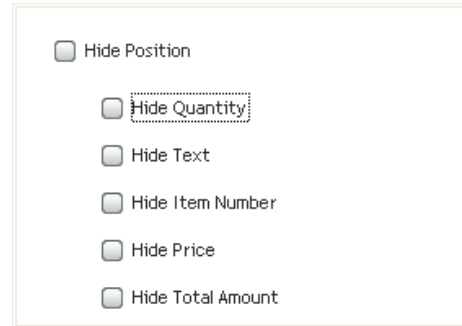 Hide Position
Hide Quantity
Hide Text
Hide Item Number
Hide Price
Hide Total Amount